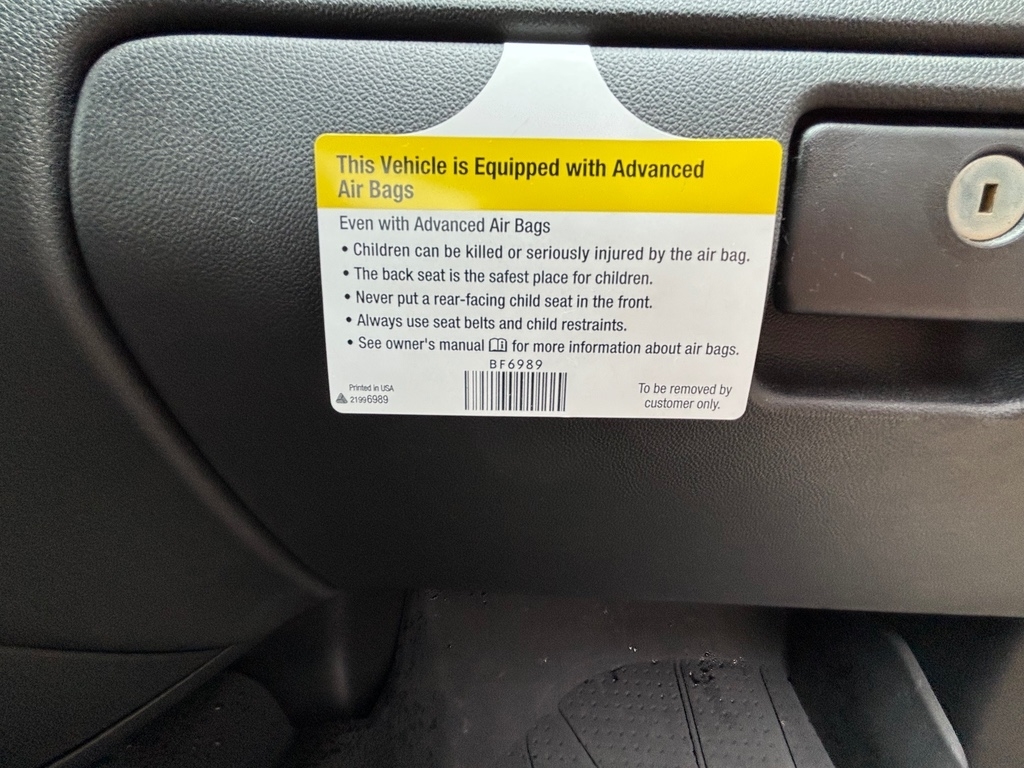 This Vehicle is Equipped with Advanced
Air Bags
Even with Advanced Air Bags
• Children can be killed or seriously injured by the air bag.
• The back seat is the safest place for children.
• Never put a rear-facing child seat in the front.
• Always use seat belts and child restraints.
• See owner's manual for more information about air bags.
BF6989
Printed in USA
21996989
To be removed by
customer only.